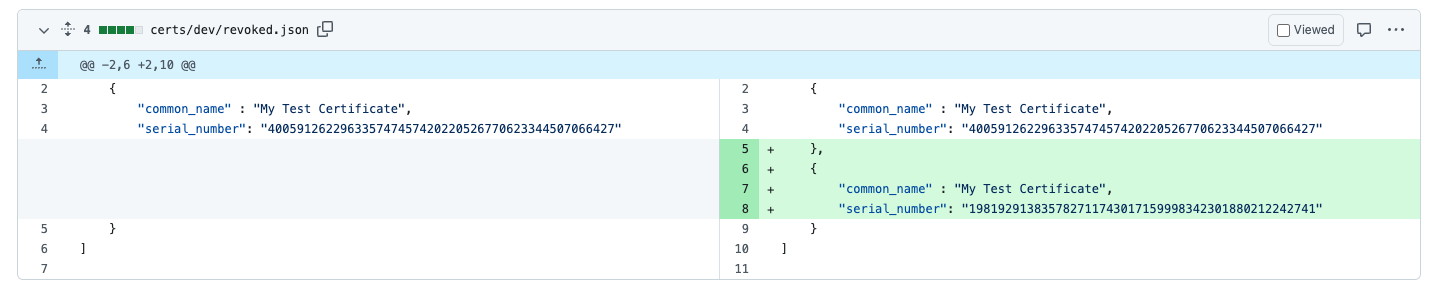 4 certs/dev/revoked.json Viewed
@@ -2,6 +2,10 @@
2 { 2 {
3 "common_name" : "My Test Certificate", 3 "common_name" : "My Test Certificate",
4 "serial_number": "400591262296335747457420220526770623344507066427" 4 "serial_number": "400591262296335747457420220526770623344507066427"
5 + },
6 + {
7 + "common_name" : "My Test Certificate",
8 + "serial_number": "198192913835782711743017159998342301880212242741"
5 } 9 }
6 ] 10 ]
7 11